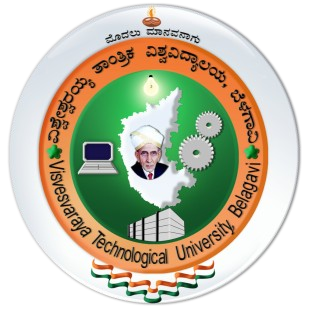 ಮೊದಲು ಮಾನವನಾಗು
ವಿಶ್ವೇಶ್ವರಯ್ಯ ತಾಂತ್ರಿಕ ವಿಶ್ವವಿದ್ಯಾಲಯ, ಬೆಳಗಾವಿ
Visvesvaraya Technological University, Belagavi